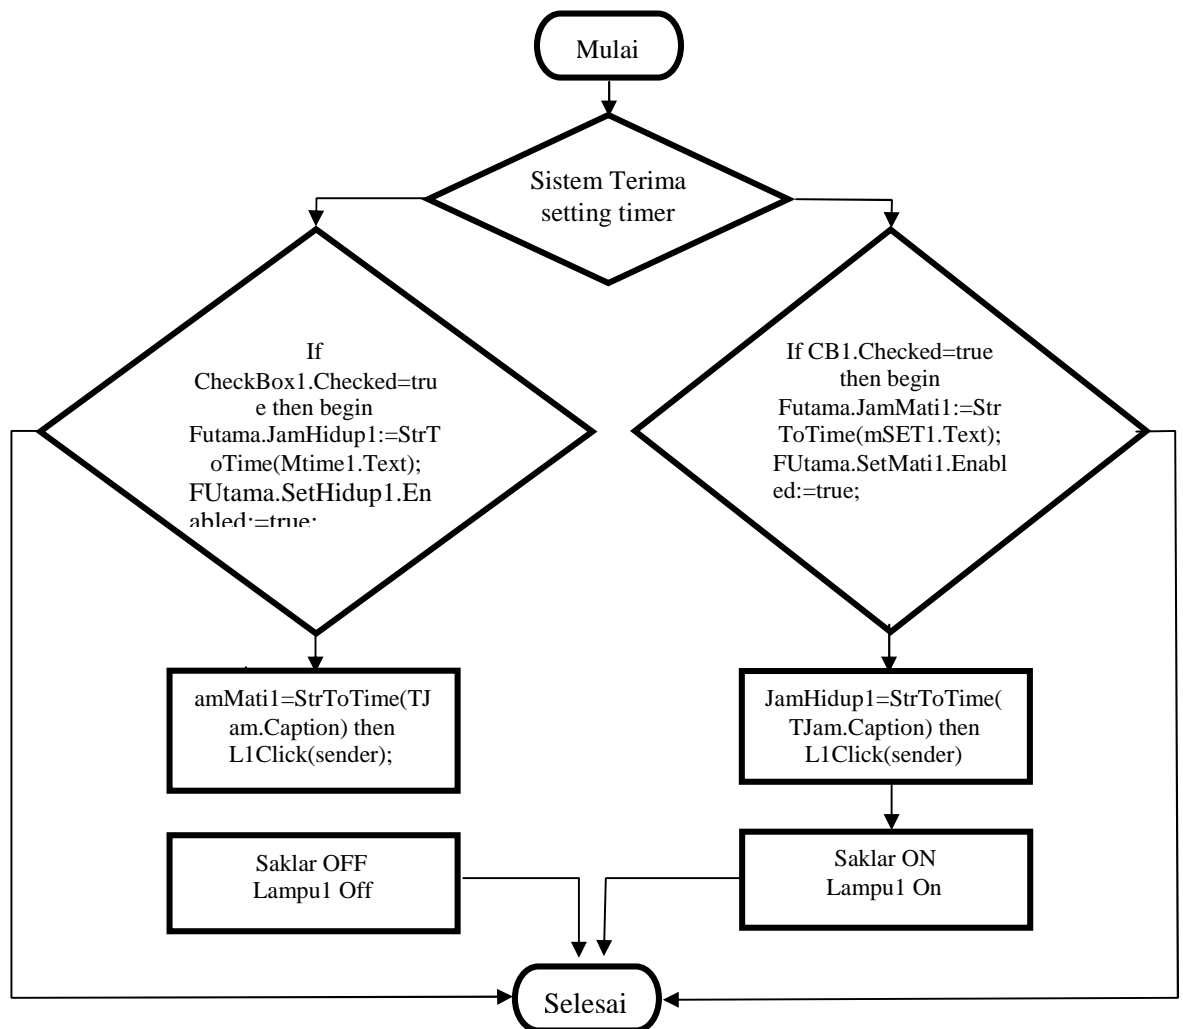 Mulai
Sistem Terima
setting timer
If
CheckBox1.Checked=tru
e then begin
Futama.JamHidup1:=StrT
oTime(Mtime1.Text);
FUtama.SetHidup1.En
abled:=true;
If CB1.Checked=true
then begin
Futama.JamMati1:=Str
ToTime(mSET1.Text);
FUtama.SetMati1.Enabl
ed:=true;
amMati1=StrToTime(TJ
am.Caption) then
L1Click(sender);
JamHidup1=StrToTime(
TJam.Caption) then
L1Click(sender)
Saklar OFF
Lampu1 Off
Saklar ON
Lampu1 On
Selesai